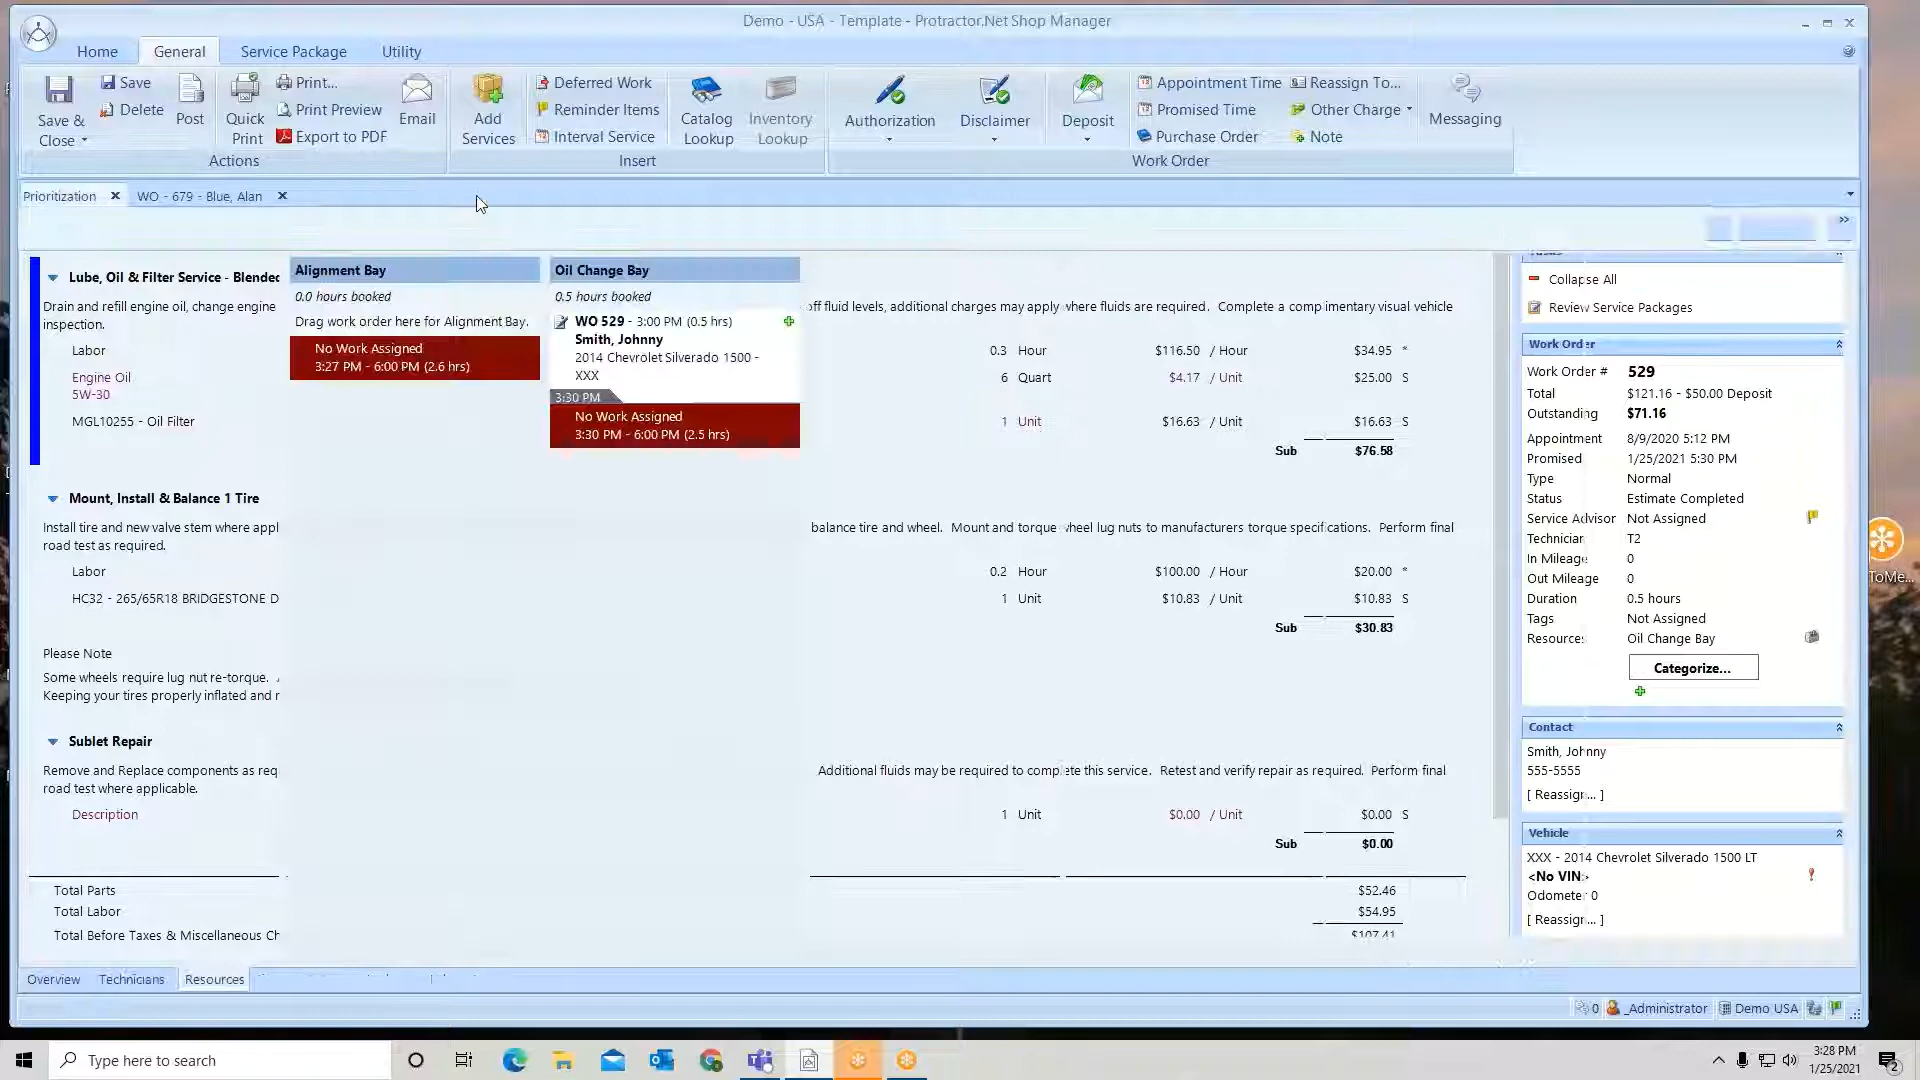 Demo - USA - Template - Protractor.Net Shop Manager
Home General Service Package Utility
Save & Close
Save
Delete
Post
Actions
Quick Print
Print...
Print Preview
Export to PDF
Email
Add Services
Deferred Work
Reminder Items
Interval Service
Insert
Catalog Lookup
Inventory Lookup
Authorization
Disclaimer
Deposit
Appointment Time
Promised Time
Purchase Order
Reassign To...
Other Charge
Note
Work Order
Messaging
Prioritization WO - 679 - Blue, Alan
Lube, Oil & Filter Service - Blended
Drain and refill engine oil, change engine
inspection.
off fluid levels, additional charges may apply where fluids are required. Complete a complimentary visual vehicle
Labor 0.3 Hour $116.50 / Hour $34.95 *
Engine Oil 6 Quart $4.17 / Unit $25.00 S
5W-30
MGL10255 - Oil Filter 1 Unit $16.63 / Unit $16.63 S
Sub $76.58
Alignment Bay
0.0 hours booked
Drag work order here for Alignment Bay.
No Work Assigned
3:27 PM - 6:00 PM (2.6 hrs)
Oil Change Bay
0.5 hours booked
WO 529 - 3:00 PM (0.5 hrs)
Smith, Johnny
2014 Chevrolet Silverado 1500 -
XXX
3:30 PM
No Work Assigned
3:30 PM - 6:00 PM (2.5 hrs)
Mount, Install & Balance 1 Tire
Install tire and new valve stem where appl
road test as required.
balance tire and wheel. Mount and torque wheel lug nuts to manufacturers torque specifications. Perform final
Labor 0.2 Hour $100.00 / Hour $20.00 *
HC32 - 265/65R18 BRIDGESTONE D 1 Unit $10.83 / Unit $10.83 S
Sub $30.83
Please Note
Some wheels require lug nut re-torque.
Keeping your tires properly inflated and r
Sublet Repair
Remove and Replace components as req
road test where applicable.
Additional fluids may be required to complete this service. Retest and verify repair as required. Perform final
Description 1 Unit $0.00 / Unit $0.00 S
Sub $0.00
Total Parts $52.46
Total Labor $54.95
Total Before Taxes & Miscellaneous Ch $107.41
Collapse All
Review Service Packages
Work Order
Work Order # 529
Total $121.16 - $50.00 Deposit
Outstanding $71.16
Appointment 8/9/2020 5:12 PM
Promised 1/25/2021 5:30 PM
Type Normal
Status Estimate Completed
Service Advisor Not Assigned
Technician T2
In Mileage 0
Out Mileage 0
Duration 0.5 hours
Tags Not Assigned
Resources Oil Change Bay
Categorize...
Contact
Smith, Johnny
555-5555
[ Reassign... ]
Vehicle
XXX - 2014 Chevrolet Silverado 1500 LT
<No VIN>
Odometer 0
[ Reassign... ]
ToMe...
Overview Technicians Resources
0 _Administrator Demo USA
Type here to search
3:28 PM
1/25/2021
2